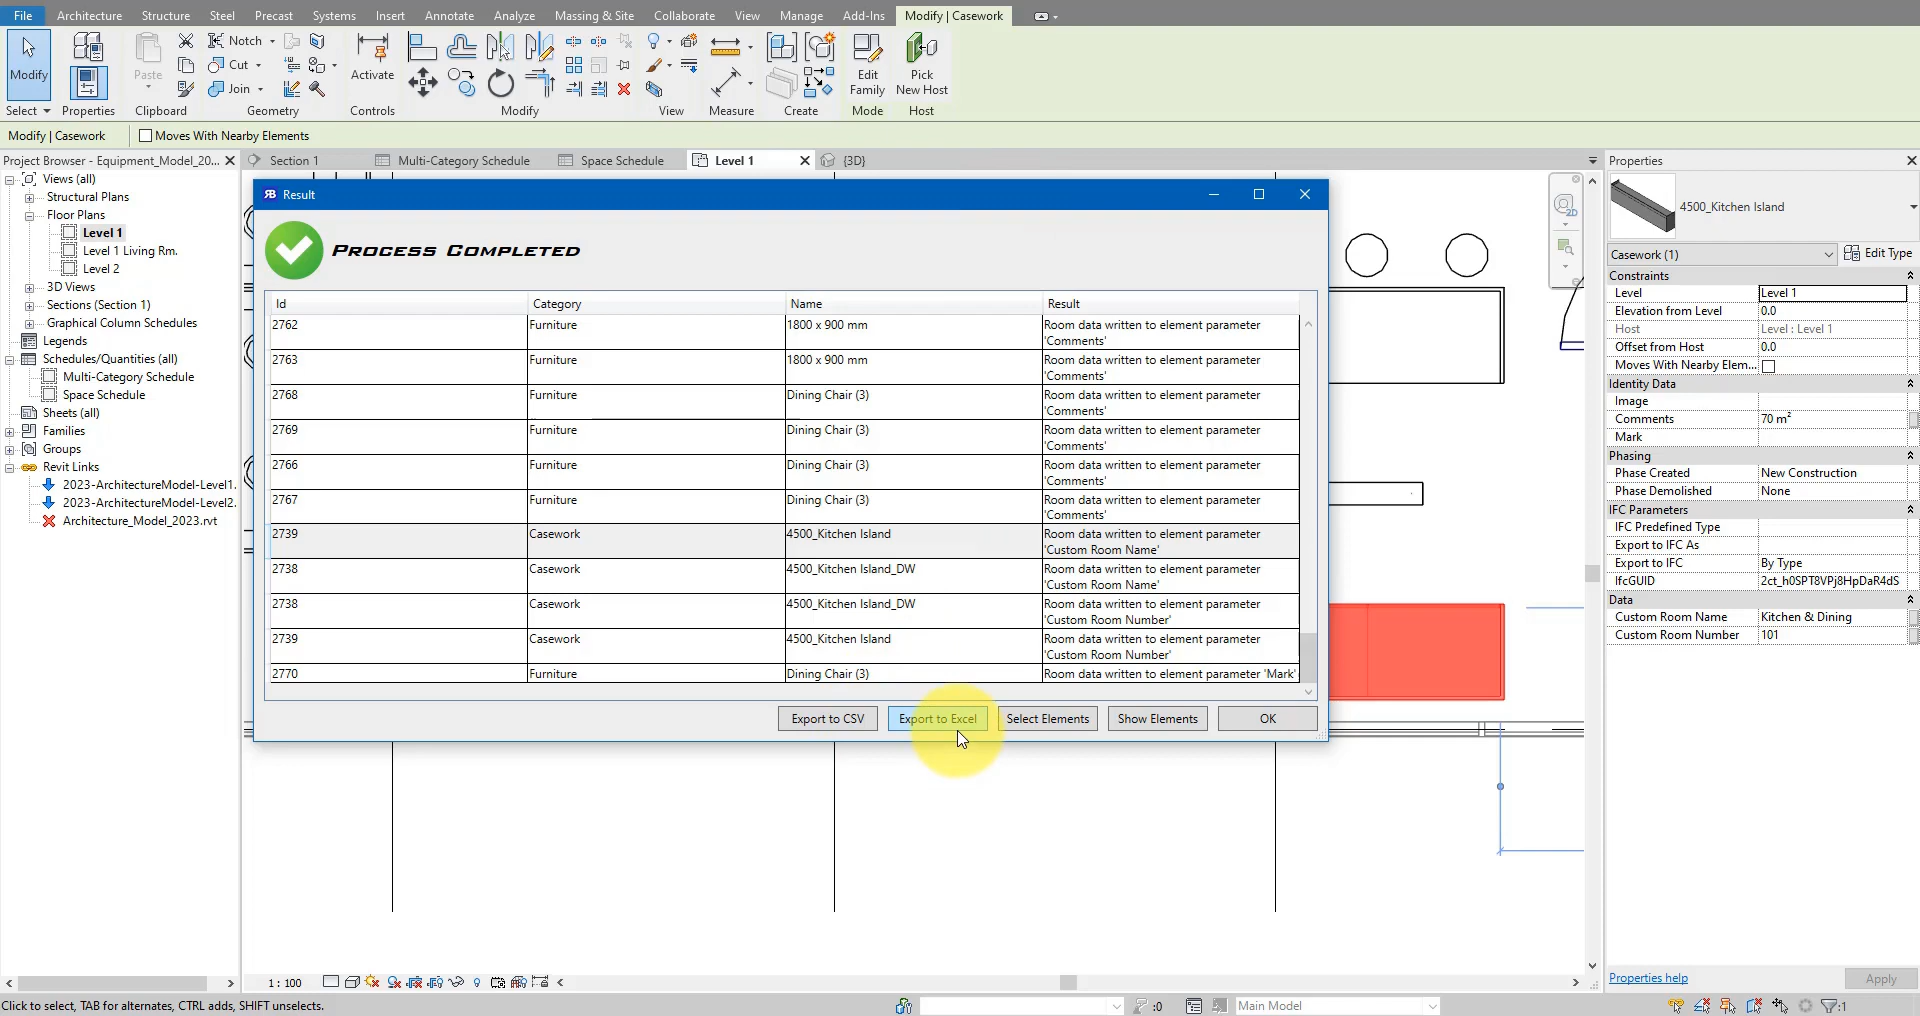 File Architecture Structure Steel Precast Systems Insert Annotate Analyze Massing & Site Collaborate View Manage Add-Ins Modify | Casework
Notch
Cut
Join
Modify
Paste
Activate
Edit Family
Pick New Host
Select Properties Clipboard Geometry Controls Modify View Measure Create Mode Host
Modify | Casework Moves With Nearby Elements
Project Browser - Equipment_Model_20...
Views (all)
Structural Plans
Floor Plans
Level 1
Level 1 Living Rm.
Level 2
3D Views
Sections (Section 1)
Graphical Column Schedules
Legends
Schedules/Quantities (all)
Multi-Category Schedule
Space Schedule
Sheets (all)
Families
Groups
Revit Links
2023-ArchitectureModel-Level1.
2023-ArchitectureModel-Level2.
Architecture_Model_2023.rvt
Section 1 Multi-Category Schedule Space Schedule Level 1 {3D}
RB Result
PROCESS COMPLETED
Id Category Name Result
2762 Furniture 1800 x 900 mm Room data written to element parameter
'Comments'
2763 Furniture 1800 x 900 mm Room data written to element parameter
'Comments'
2768 Furniture Dining Chair (3) Room data written to element parameter
'Comments'
2769 Furniture Dining Chair (3) Room data written to element parameter
'Comments'
2766 Furniture Dining Chair (3) Room data written to element parameter
'Comments'
2767 Furniture Dining Chair (3) Room data written to element parameter
'Comments'
2739 Casework 4500_Kitchen Island Room data written to element parameter
'Custom Room Name'
2738 Casework 4500_Kitchen Island_DW Room data written to element parameter
'Custom Room Name'
2738 Casework 4500_Kitchen Island_DW Room data written to element parameter
'Custom Room Number'
2739 Casework 4500_Kitchen Island Room data written to element parameter
'Custom Room Number'
2770 Furniture Dining Chair (3) Room data written to element parameter 'Mark'
Export to CSV Export to Excel Select Elements Show Elements OK
2D
Properties
4500_Kitchen Island
Casework (1) Edit Type
Constraints
Level Level 1
Elevation from Level 0.0
Host Level : Level 1
Offset from Host 0.0
Moves With Nearby Elem...
Identity Data
Image
Comments 70 m²
Mark
Phasing
Phase Created New Construction
Phase Demolished None
IFC Parameters
IFC Predefined Type
Export to IFC As
Export to IFC By Type
IfcGUID 2ct_h0SPT8VPj8HpDaR4dS
Data
Custom Room Name Kitchen & Dining
Custom Room Number 101
Properties help Apply
1 : 100
Click to select, TAB for alternates, CTRL adds, SHIFT unselects.
:0 Main Model :1